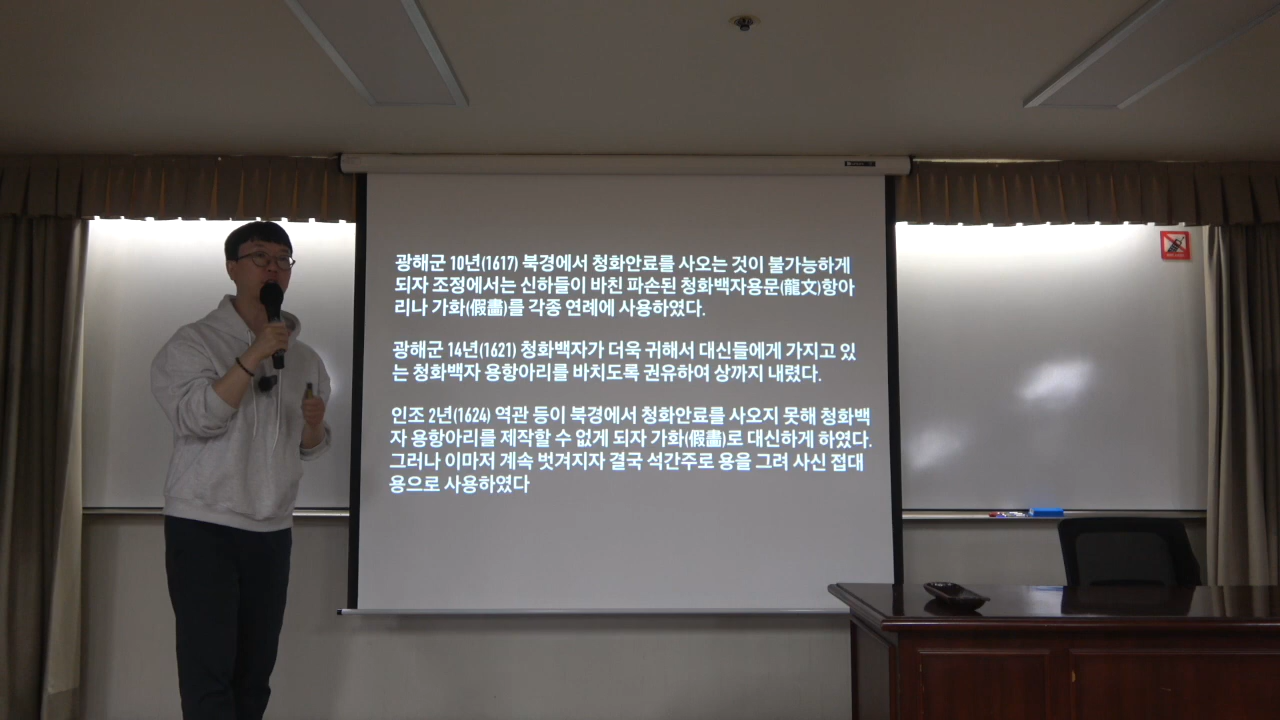 광해군 10년(1617) 북경에서 청화안료를 사오는 것이 불가능하게
되자 조정에서는 신하들이 바친 파손된 청화백자용문(龍文)항아
리나 가화(假畵)를 각종 연례에 사용하였다.
광해군 14년(1621) 청화백자가 더욱 귀해서 대신들에게 가지고 있
는 청화백자 용항아리를 바치도록 권유하여 상까지 내렸다.
인조 2년(1624) 역관 등이 북경에서 청화안료를 사오지 못해 청화백
자 용항아리를 제작할 수 없게 되자 가화(假畵)로 대신하게 하였다.
그러나 이마저 계속 벗겨지자 결국 석간주로 용을 그려 사신 접대
용으로 사용하였다